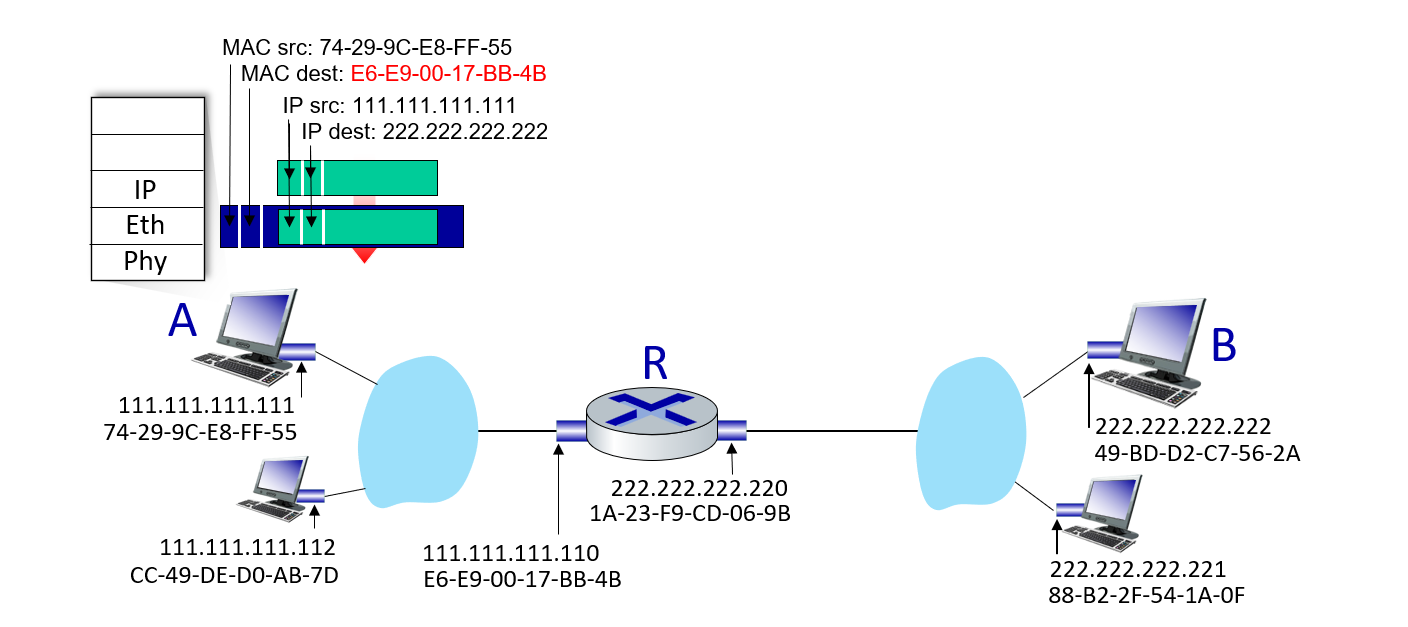 MAC src: 74-29-9C-E8-FF-55
MAC dest: E6-E9-00-17-BB-4B
IP src: 111.111.111.111
IP dest: 222.222.222.222
IP
Eth
Phy
A
R
B
111.111.111.111
74-29-9C-E8-FF-55
222.222.222.222
49-BD-D2-C7-56-2A
222.222.222.220
1A-23-F9-CD-06-9B
111.111.111.112
CC-49-DE-D0-AB-7D
111.111.111.110
E6-E9-00-17-BB-4B
222.222.222.221
88-B2-2F-54-1A-0F